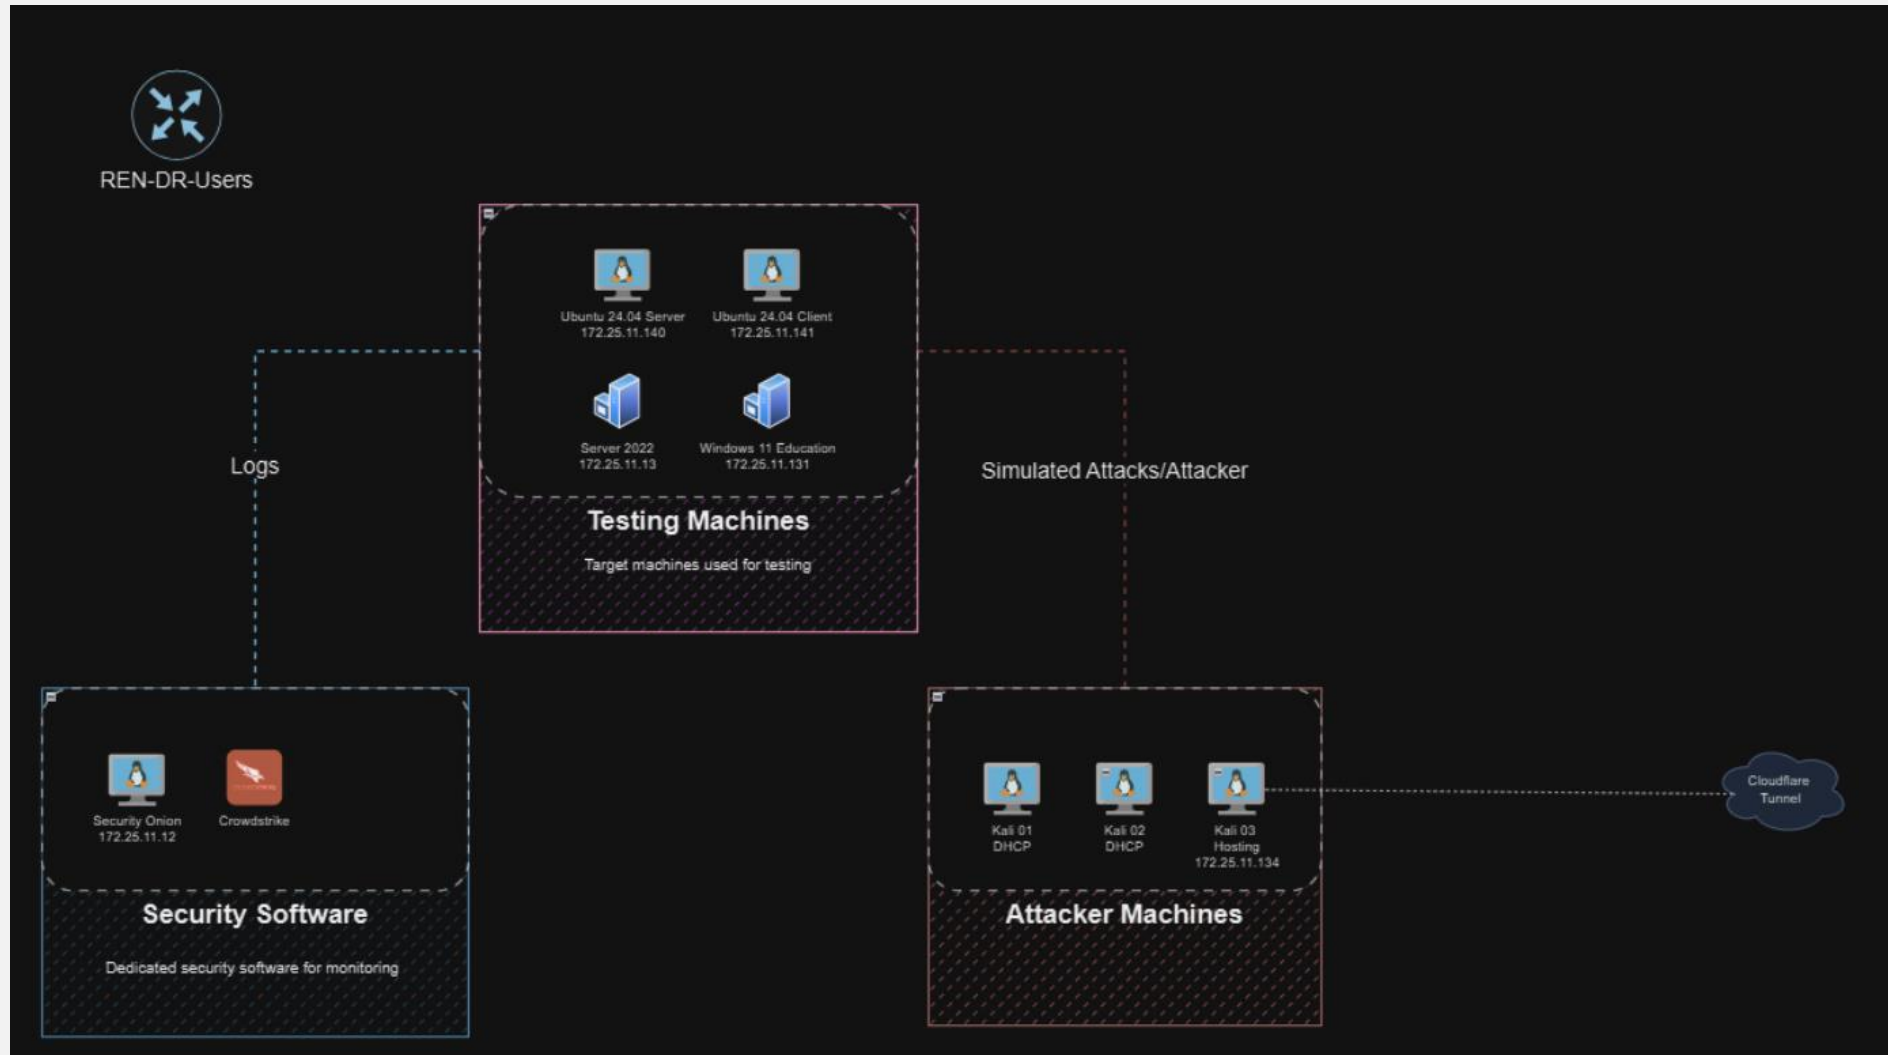 REN-DR-Users
Ubuntu 24.04 Server
172.25.11.140
Ubuntu 24.04 Client
172.25.11.141
Server 2022
172.25.11.13
Windows 11 Education
172.25.11.131
Testing Machines
Target machines used for testing
Logs
Simulated Attacks/Attacker
Security Onion
172.25.11.12
Crowdstrike
Security Software
Dedicated security software for monitoring
Kali 01
DHCP
Kali 02
DHCP
Kali 03
Hosting
172.25.11.134
Attacker Machines
Cloudflare
Tunnel